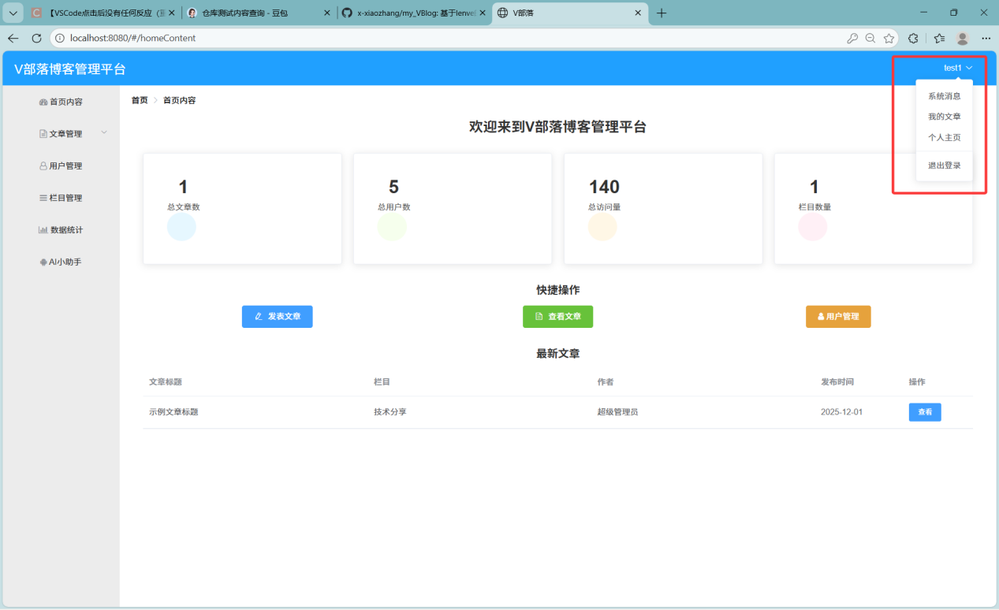 【VSCode点击后没有任何反应（
仓库测试内容查询 - 豆包
x-xiaozhang/my_VBlog: 基于lenve
V部落
localhost:8080/#/homeContent
V部落博客管理平台
test1
系统消息
我的文章
个人主页
退出登录
首页内容
文章管理
用户管理
栏目管理
数据统计
AI小助手
首页 > 首页内容
欢迎来到V部落博客管理平台
1
总文章数
5
总用户数
140
总访问量
1
栏目数量
快捷操作
发表文章
查看文章
用户管理
最新文章
文章标题 栏目 作者 发布时间 操作
示例文章标题 技术分享 超级管理员 2025-12-01 查看